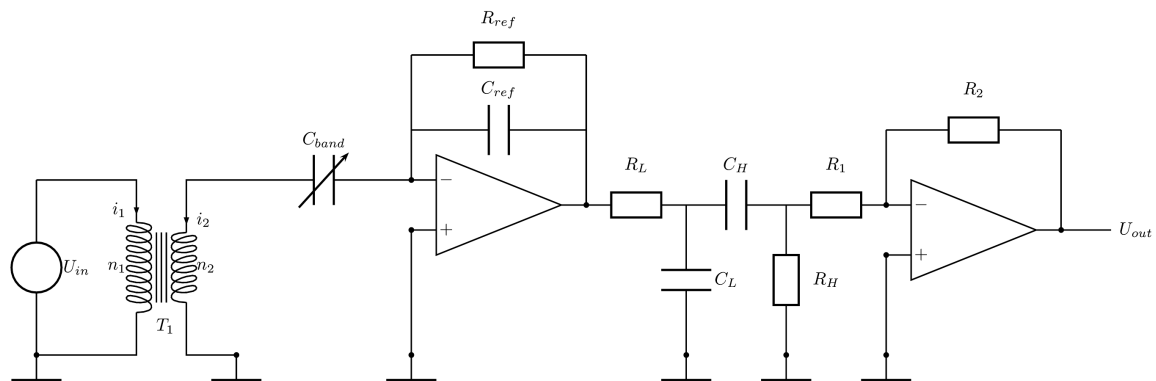 R_ref
C_ref
C_band
R_2
R_L
C_H
R_1
i_1
i_2
−
−
+
U_out
U_in
n_1
n_2
+
C_L
R_H
T_1